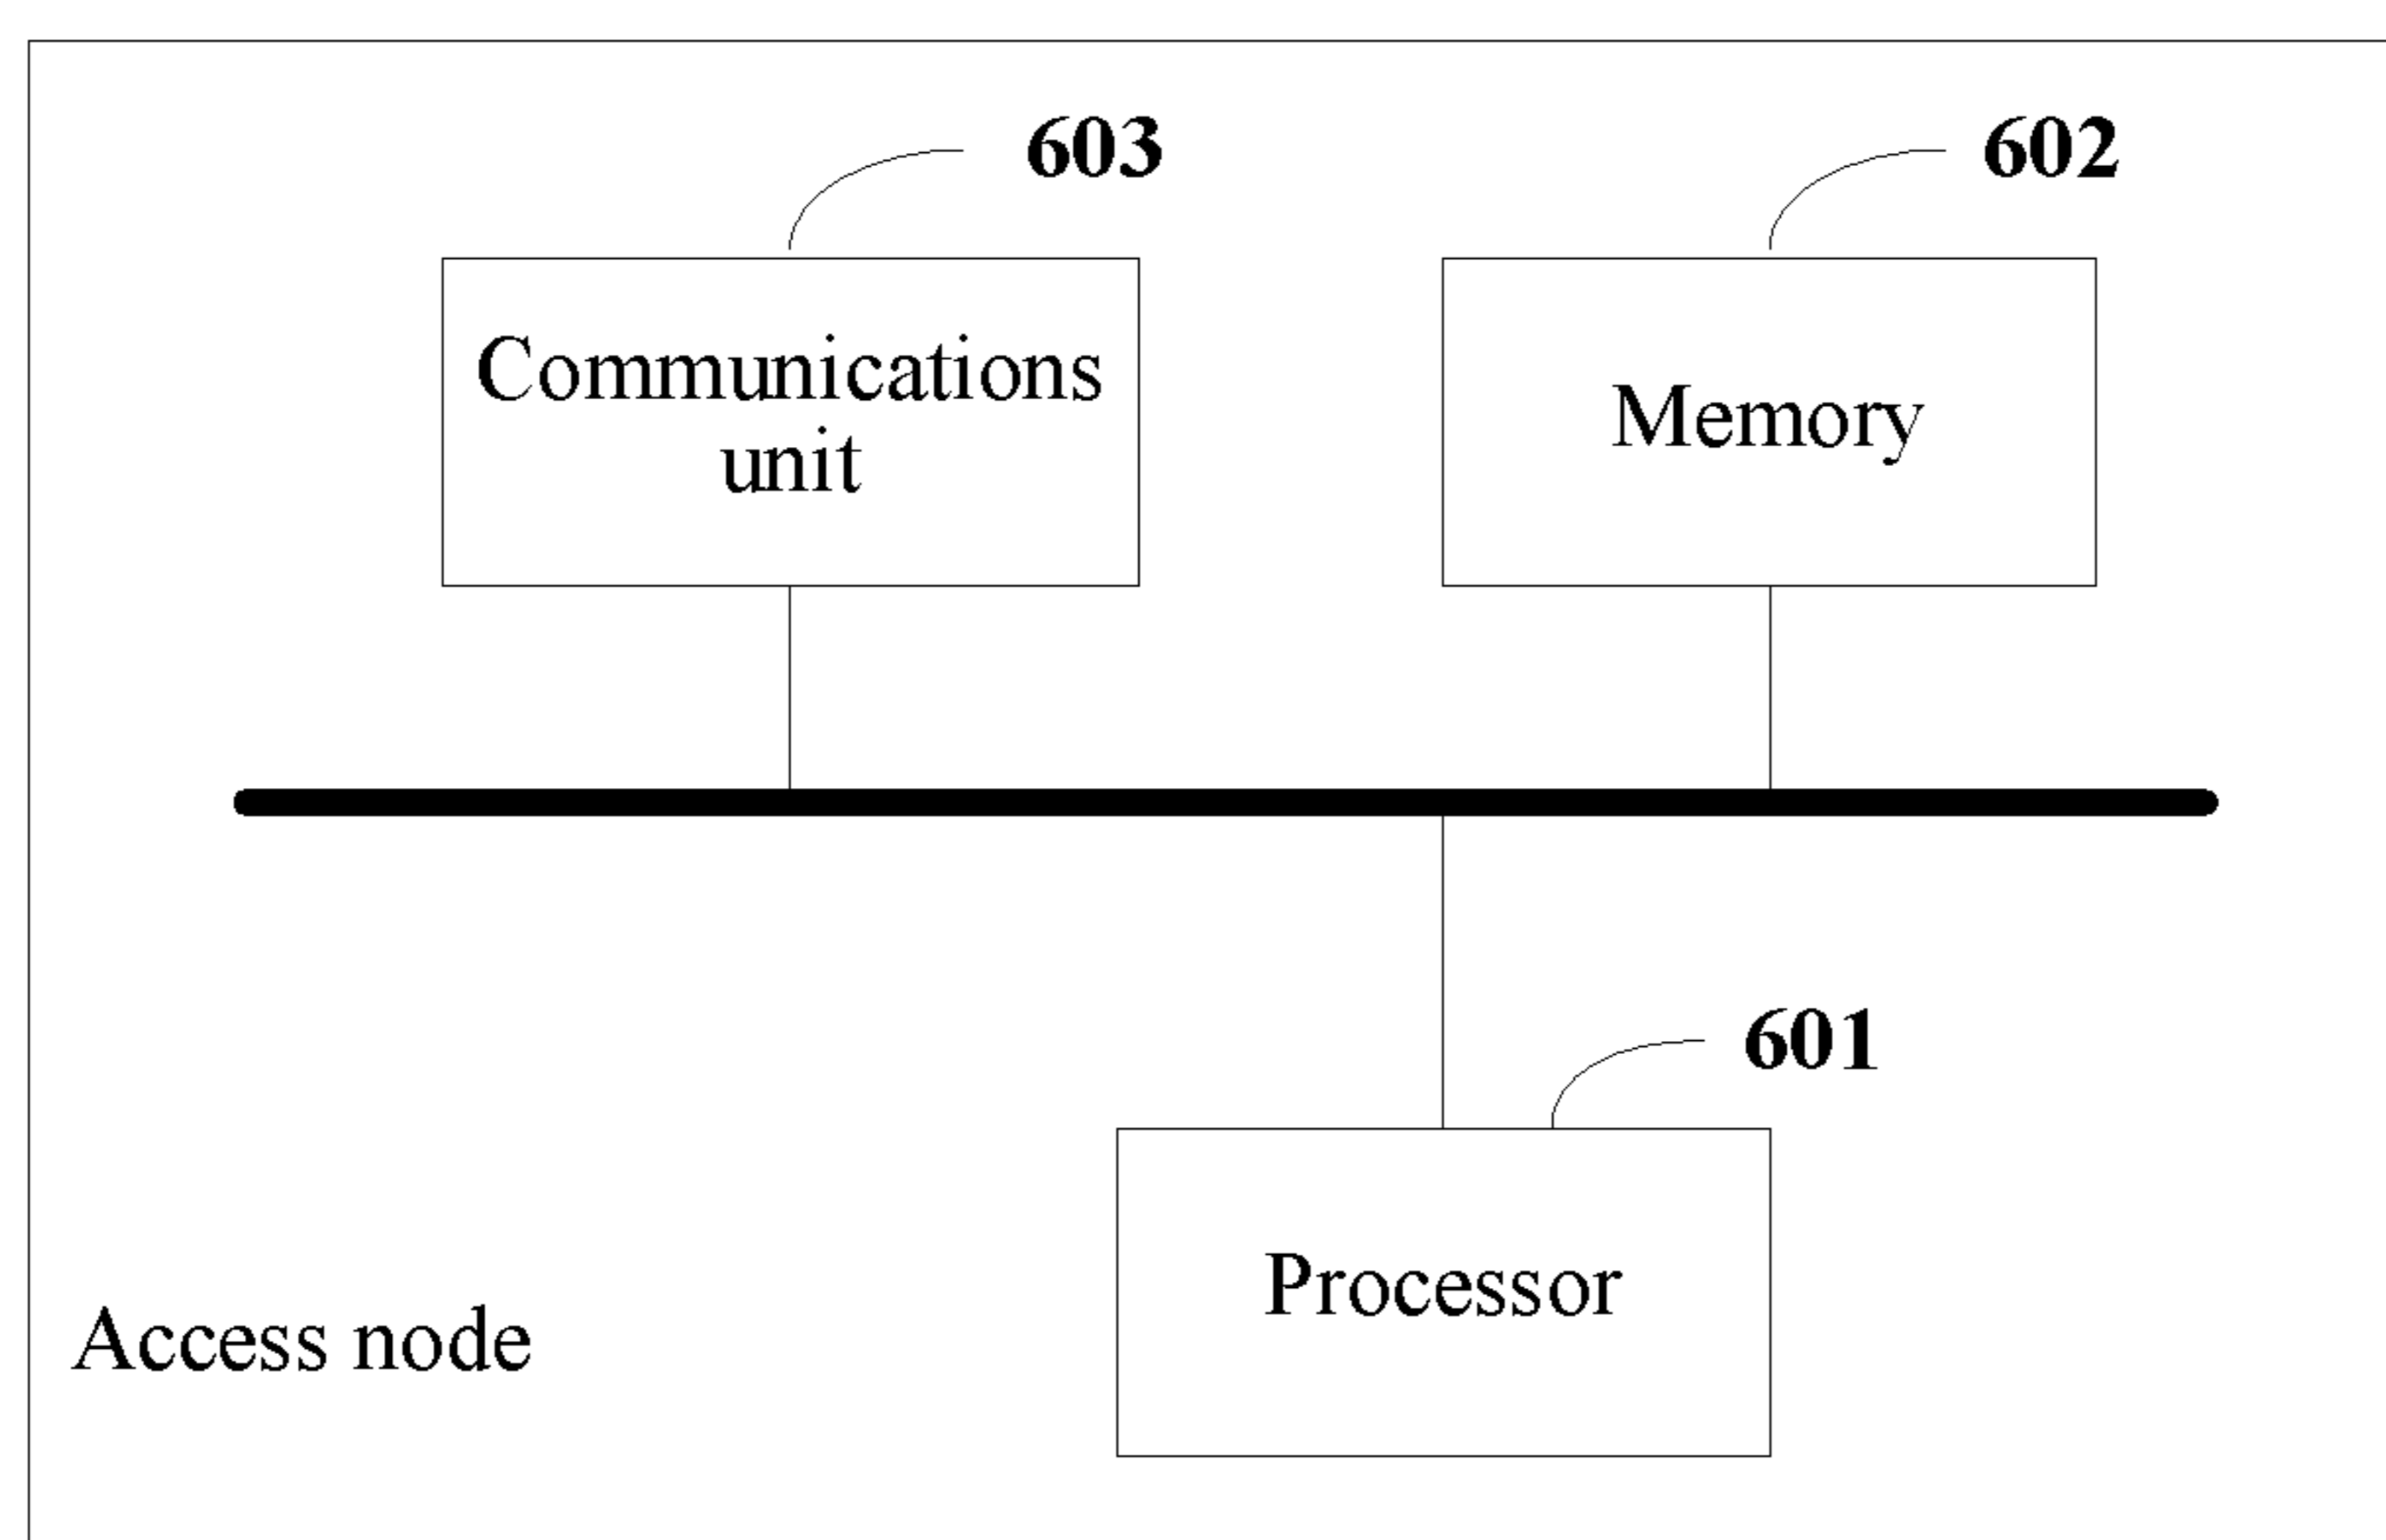 603
602
Communications
unit
Memory
601
Processor
Access node